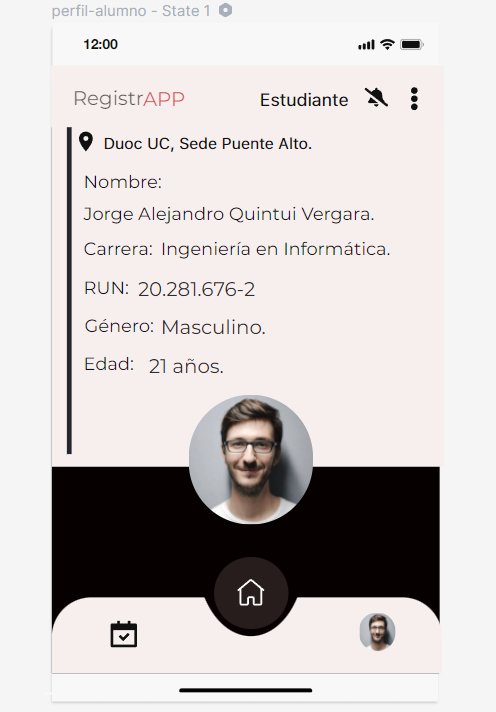 perfil-alumno - State 1
12:00
RegistrAPP Estudiante
Duoc UC, Sede Puente Alto.
Nombre:
Jorge Alejandro Quintui Vergara.
Carrera: Ingeniería en Informática.
RUN: 20.281.676-2
Género: Masculino.
Edad: 21 años.